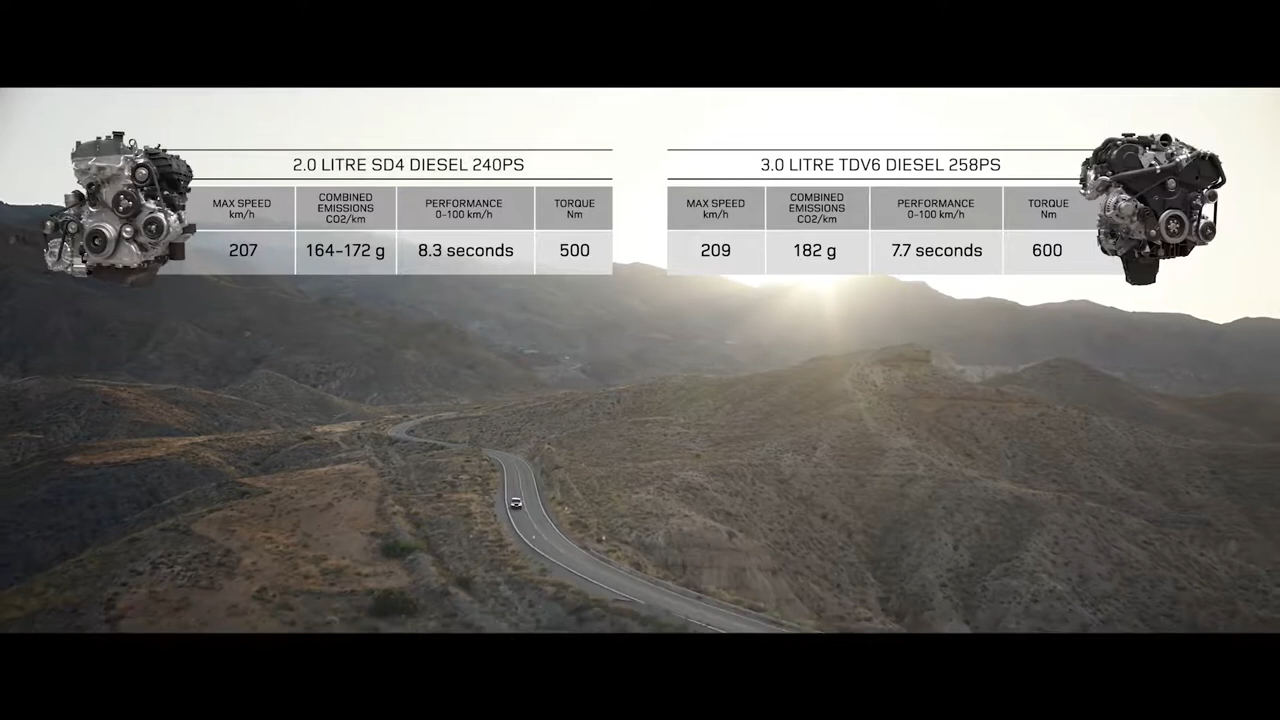 2.0 LITRE SD4 DIESEL 240PS
MAX SPEED
km/h
COMBINED
EMISSIONS
CO2/km
PERFORMANCE
0-100 km/h
TORQUE
Nm
207
164-172 g
8.3 seconds
500
3.0 LITRE TDV6 DIESEL 258PS
MAX SPEED
km/h
COMBINED
EMISSIONS
CO2/km
PERFORMANCE
0-100 km/h
TORQUE
Nm
209
182 g
7.7 seconds
600